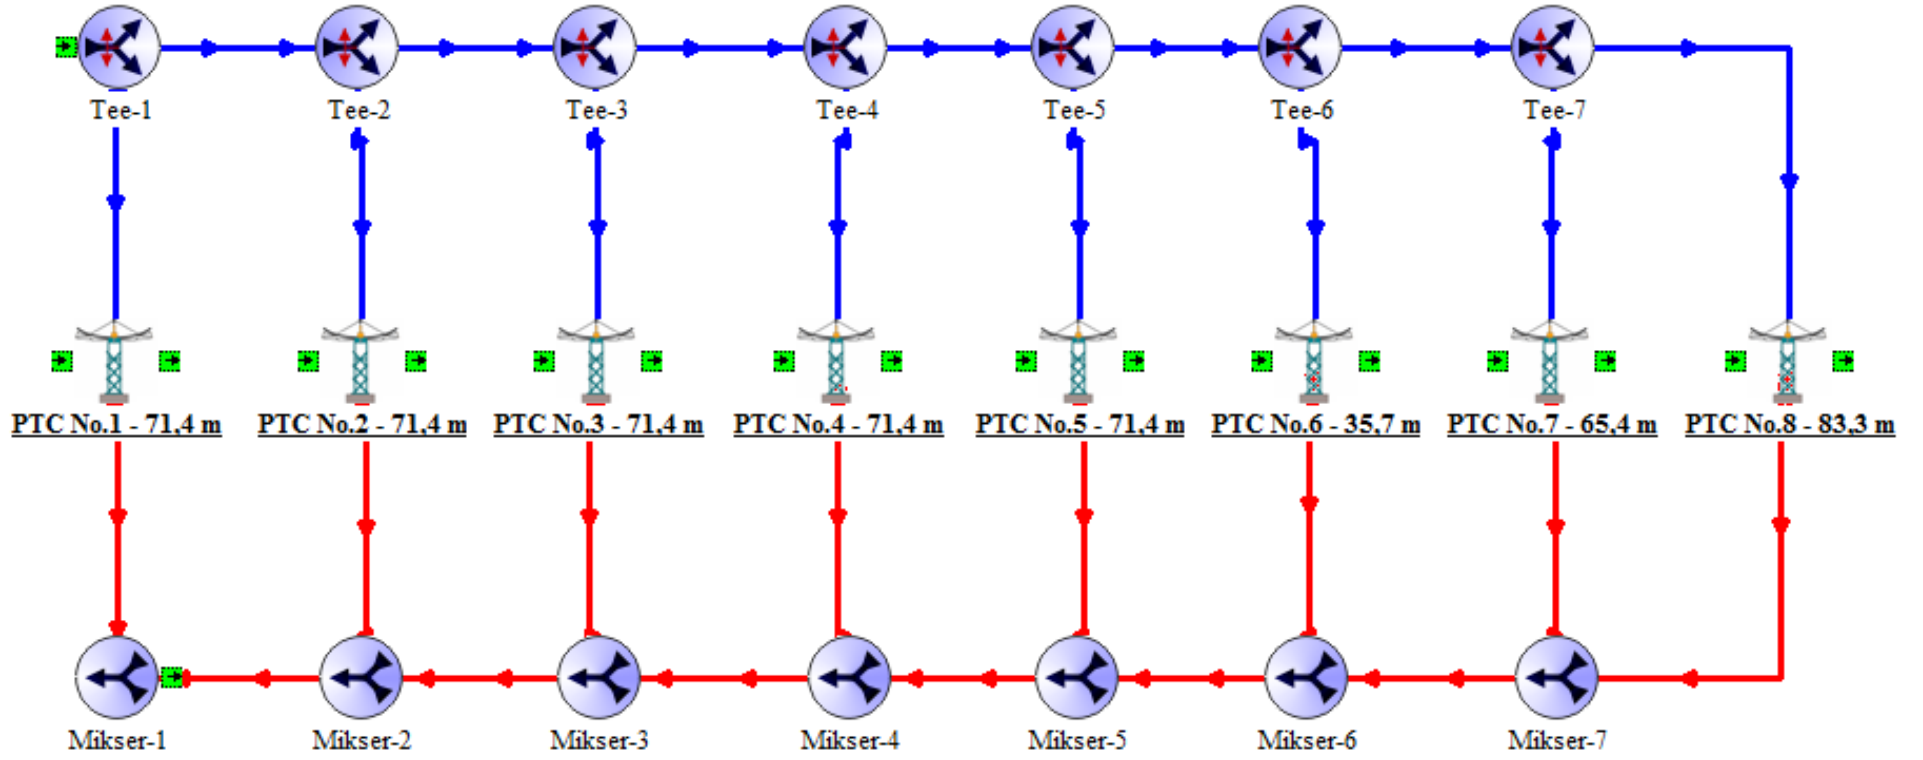 Tee-1 Tee-2 Tee-3 Tee-4 Tee-5 Tee-6 Tee-7
PTC No.1 - 71,4 m PTC No.2 - 71,4 m PTC No.3 - 71,4 m PTC No.4 - 71,4 m PTC No.5 - 71,4 m PTC No.6 - 35,7 m PTC No.7 - 65,4 m PTC No.8 - 83,3 m
Mikser-1 Mikser-2 Mikser-3 Mikser-4 Mikser-5 Mikser-6 Mikser-7